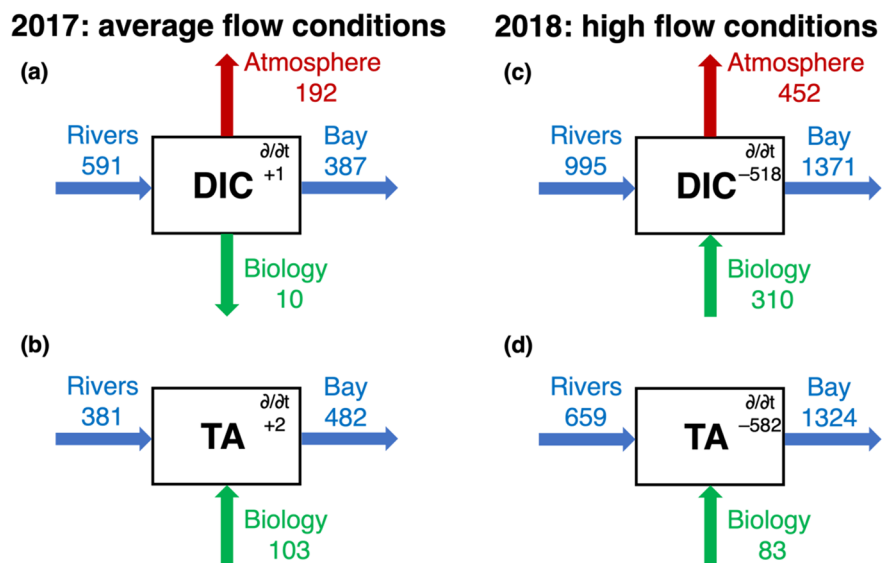 2017: average flow conditions
(a)
Atmosphere
192
Rivers
591
DIC
∂/∂t
+1
Bay
387
Biology
10
(b)
Rivers
381
TA
∂/∂t
+2
Bay
482
Biology
103
2018: high flow conditions
(c)
Atmosphere
452
Rivers
995
DIC
∂/∂t
–518
Bay
1371
Biology
310
(d)
Rivers
659
TA
∂/∂t
–582
Bay
1324
Biology
83